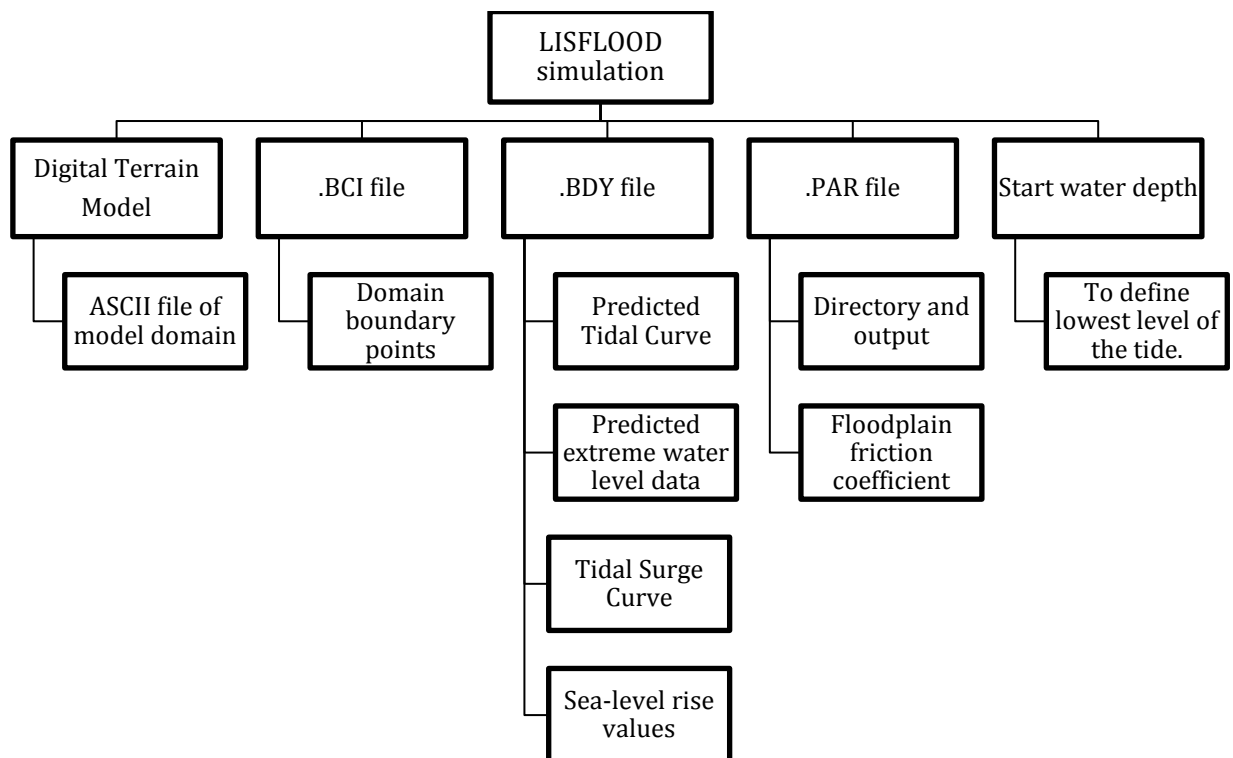 LISFLOOD
simulation
Digital Terrain
Model
.BCI file
.BDY file
.PAR file
Start water depth
ASCII file of
model domain
Domain
boundary
points
Predicted
Tidal Curve
Directory and
output
To define
lowest level of
the tide.
Predicted
extreme water
level data
Floodplain
friction
coefficient
Tidal Surge
Curve
Sea-level rise
values